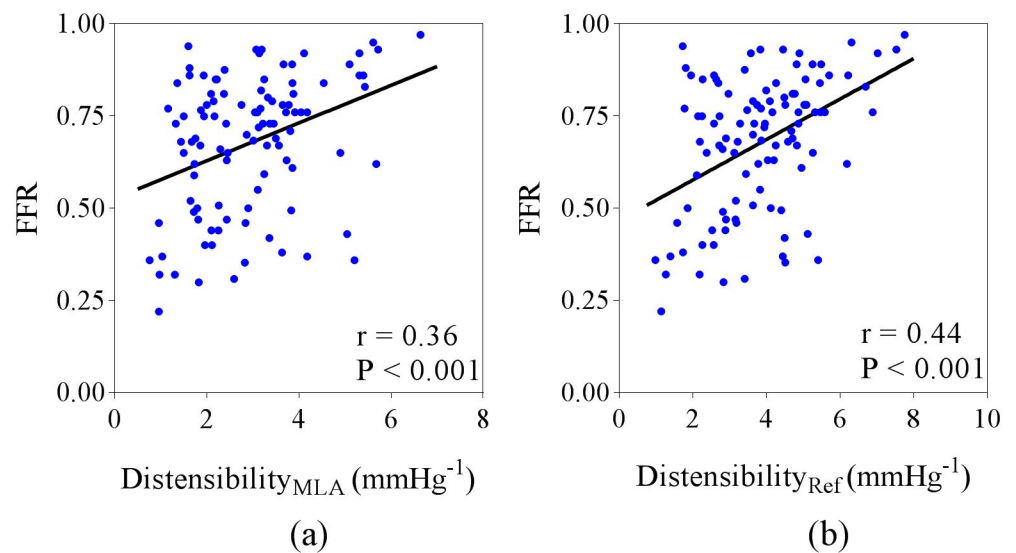 1.00
0.75
0.50
0.25
0.00
FFR
0 2 4 6 8
r = 0.36
P < 0.001
Distensibility_MLA (mmHg⁻¹)
(a)
1.00
0.75
0.50
0.25
0.00
FFR
0 2 4 6 8 10
r = 0.44
P < 0.001
Distensibility_Ref (mmHg⁻¹)
(b)